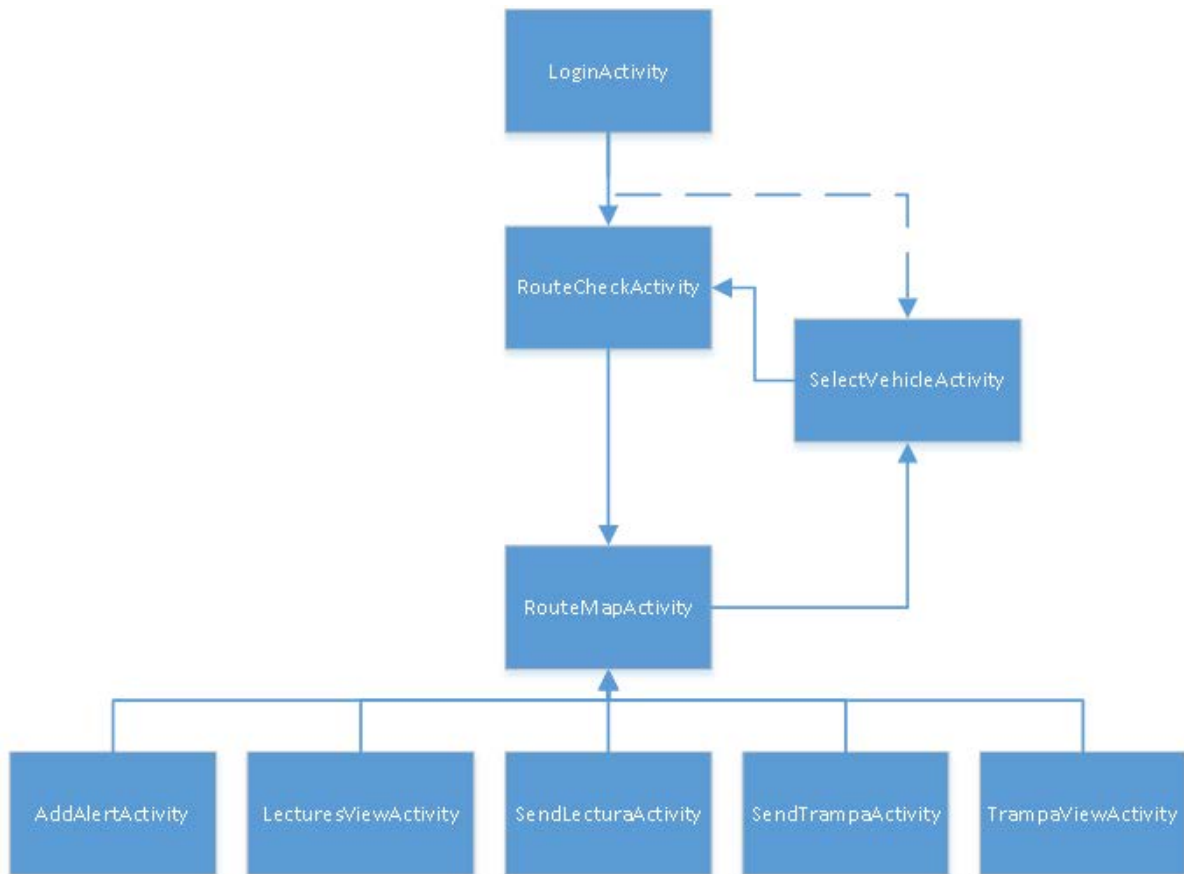 LoginActivity
RouteCheckActivity
SelectVehicleActivity
RouteMapActivity
AddAlertActivity
LecturesViewActivity
SendLecturaActivity
SendTrampaActivity
TrampaViewActivity